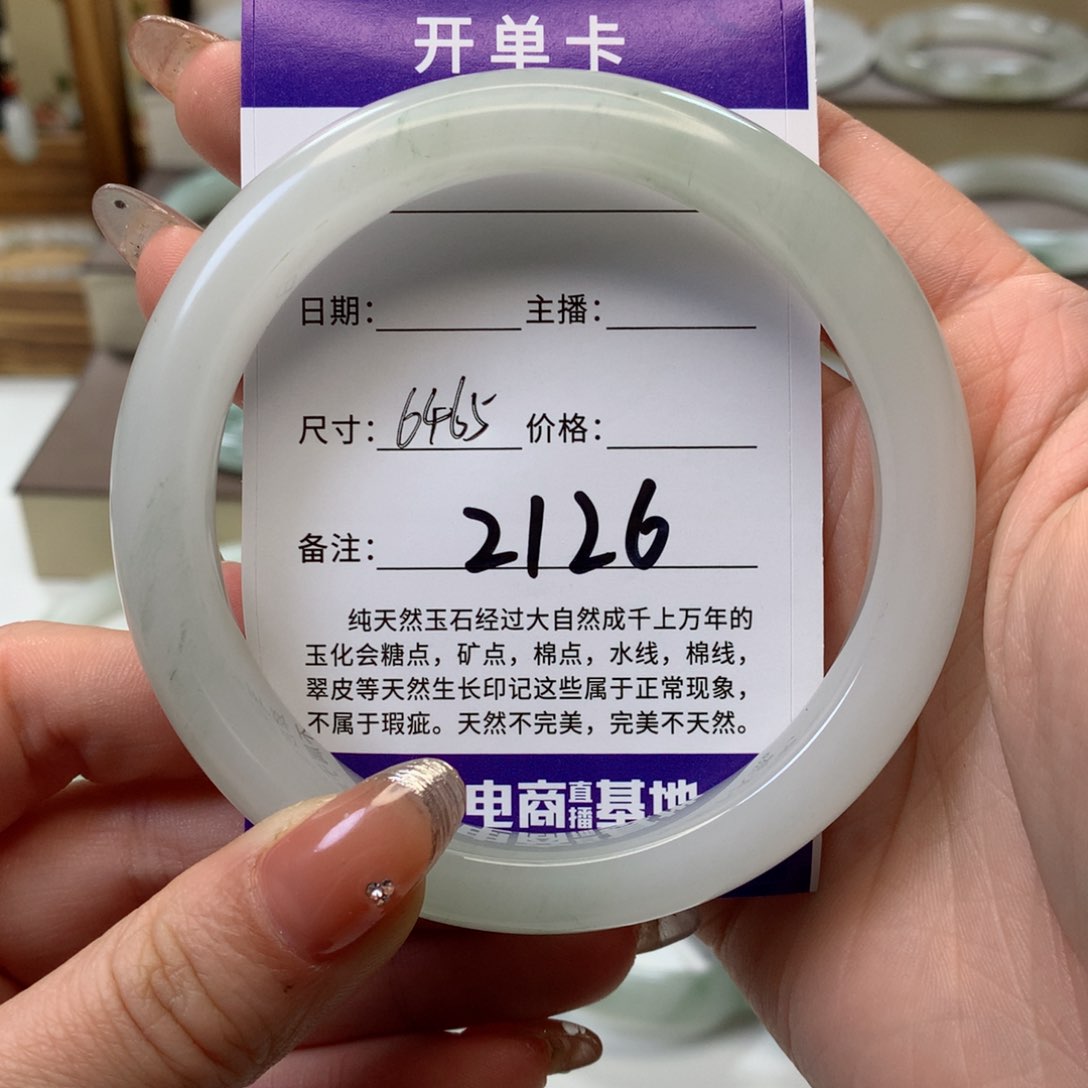 开单卡
日期： 主播：
尺寸：6465 价格：
备注：2126
纯天然玉石经过大自然成千上万年的
玉化会糖点，矿点，棉点，水线，棉线，
翠皮等天然生长印记这些属于正常现象，
不属于瑕疵。天然不完美，完美不天然。
电商直播基地